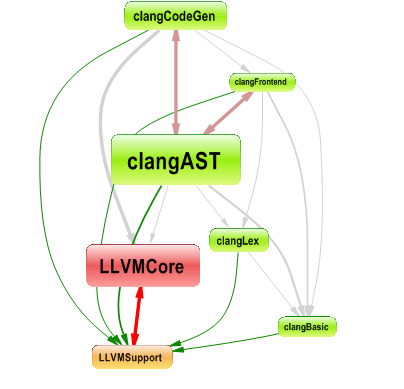 clangCodeGen
clangFrontend
clangAST
clangLex
LLVMCore
clangBasic
LLVMSupport